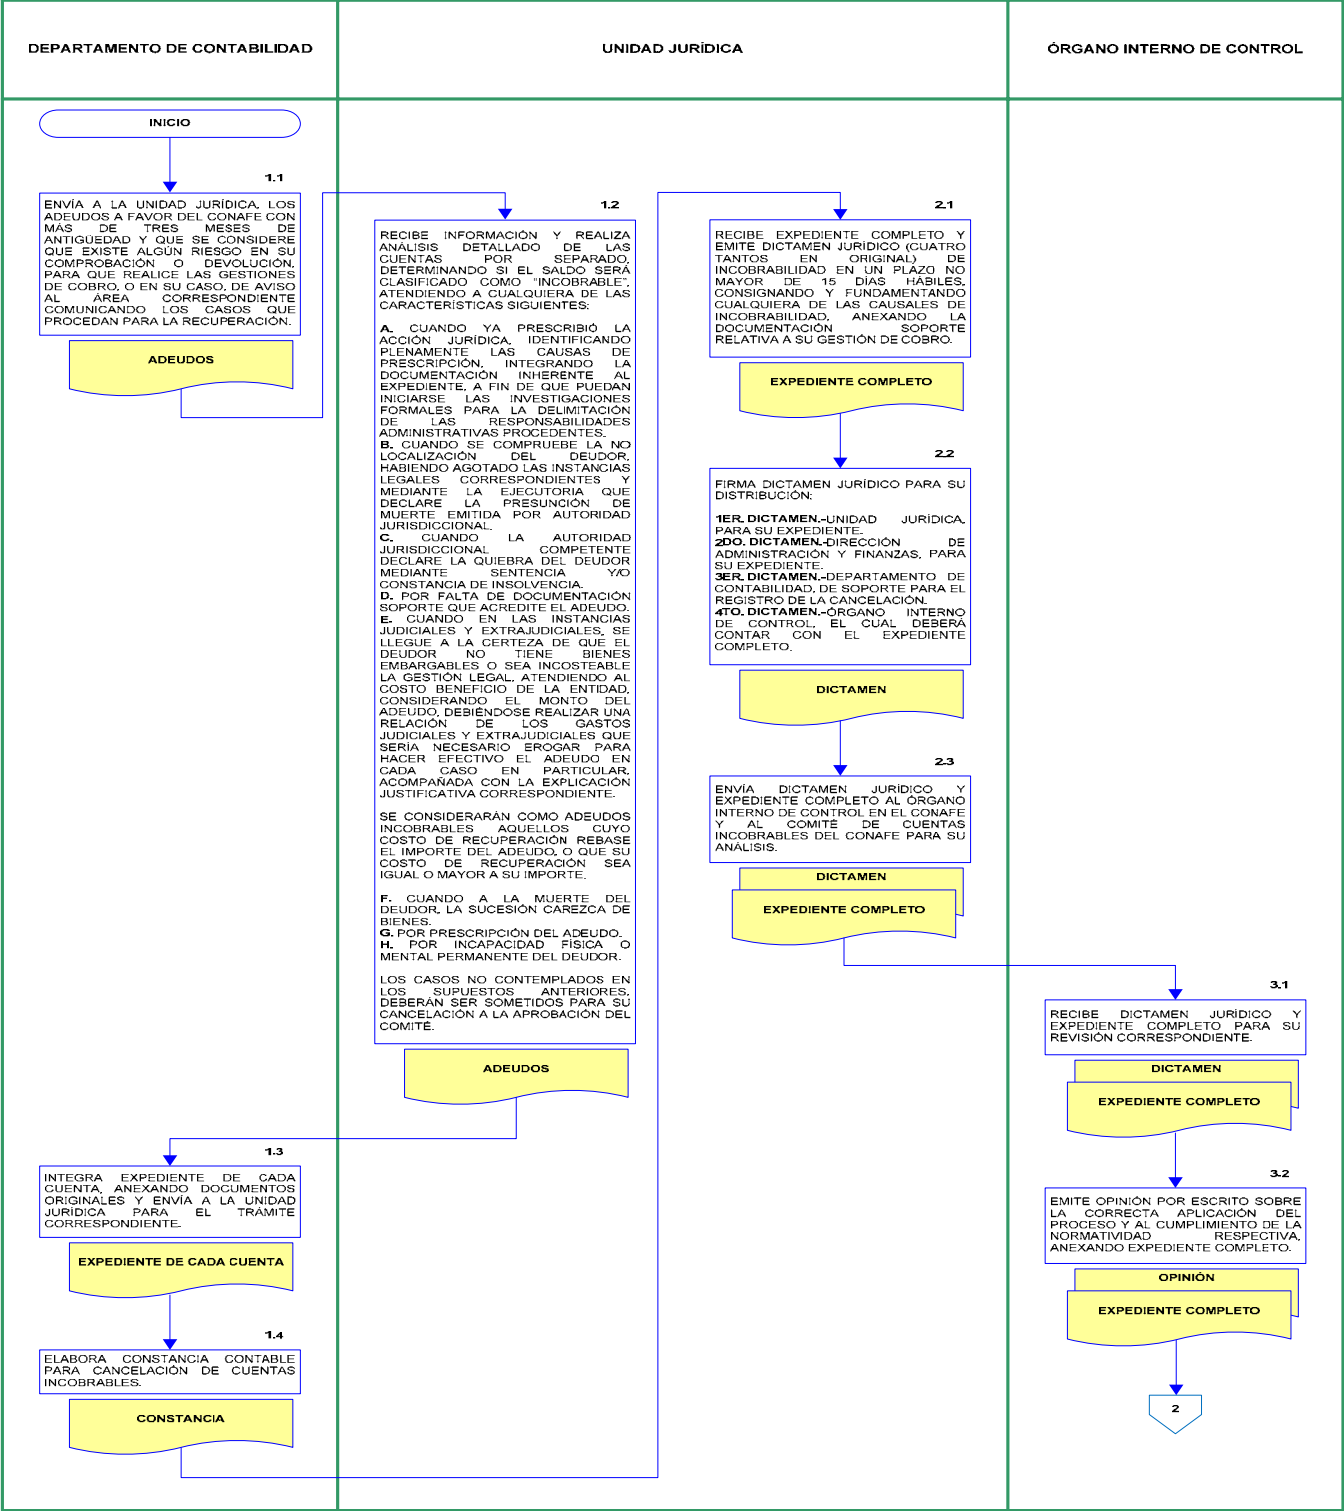 DEPARTAMENTO DE CONTABILIDAD
UNIDAD JURÍDICA
ÓRGANO INTERNO DE CONTROL
INICIO
1.1
ENVÍA A LA UNIDAD JURÍDICA, LOS
ADEUDOS A FAVOR DEL CONAFE CON
MÁS DE TRES MESES DE
ANTIGÜEDAD Y QUE SE CONSIDERE
QUE EXISTE ALGÚN RIESGO EN SU
COMPROBACIÓN O DEVOLUCIÓN,
PARA QUE REALICE LAS GESTIONES
DE COBRO, O EN SU CASO, DE AVISO
AL ÁREA CORRESPONDIENTE
COMUNICANDO LOS CASOS QUE
PROCEDAN PARA LA RECUPERACIÓN.
ADEUDOS
1.2
RECIBE INFORMACIÓN Y REALIZA
ANÁLISIS DETALLADO DE LAS
CUENTAS POR SEPARADO,
DETERMINANDO SI EL SALDO SERÁ
CLASIFICADO COMO "INCOBRABLE",
ATENDIENDO A CUALQUIERA DE LAS
CARACTERÍSTICAS SIGUIENTES:
A. CUANDO YA PRESCRIBIÓ LA
ACCIÓN JURÍDICA, IDENTIFICANDO
PLENAMENTE LAS CAUSAS DE
PRESCRIPCIÓN, INTEGRANDO LA
DOCUMENTACIÓN INHERENTE AL
EXPEDIENTE, A FIN DE QUE PUEDAN
INICIARSE LAS INVESTIGACIONES
FORMALES PARA LA DELIMITACIÓN
DE LAS RESPONSABILIDADES
ADMINISTRATIVAS PROCEDENTES.
B. CUANDO SE COMPRUEBE LA NO
LOCALIZACIÓN DEL DEUDOR,
HABIENDO AGOTADO LAS INSTANCIAS
LEGALES CORRESPONDIENTES Y
MEDIANTE LA EJECUTORIA QUE
DECLARE LA PRESUNCIÓN DE
MUERTE EMITIDA POR AUTORIDAD
JURISDICCIONAL.
C. CUANDO LA AUTORIDAD
JURISDICCIONAL COMPETENTE
DECLARE LA QUIEBRA DEL DEUDOR
MEDIANTE SENTENCIA Y/O
CONSTANCIA DE INSOLVENCIA.
D. POR FALTA DE DOCUMENTACIÓN
SOPORTE QUE ACREDITE EL ADEUDO.
E. CUANDO EN LAS INSTANCIAS
JUDICIALES Y EXTRAJUDICIALES, SE
LLEGUE A LA CERTEZA DE QUE EL
DEUDOR NO TIENE BIENES
EMBARGABLES O SEA INCOSTEABLE
LA GESTIÓN LEGAL, ATENDIENDO AL
COSTO BENEFICIO DE LA ENTIDAD,
CONSIDERANDO EL MONTO DEL
ADEUDO, DEBIÉNDOSE REALIZAR UNA
RELACIÓN DE LOS GASTOS
JUDICIALES Y EXTRAJUDICIALES QUE
SERÍA NECESARIO EROGAR PARA
HACER EFECTIVO EL ADEUDO EN
CADA CASO EN PARTICULAR,
ACOMPAÑADA CON LA EXPLICACIÓN
JUSTIFICATIVA CORRESPONDIENTE.
SE CONSIDERARÁN COMO ADEUDOS
INCOBRABLES AQUELLOS CUYO
COSTO DE RECUPERACIÓN REBASE
EL IMPORTE DEL ADEUDO, O QUE SU
COSTO DE RECUPERACIÓN SEA
IGUAL O MAYOR A SU IMPORTE.
F. CUANDO A LA MUERTE DEL
DEUDOR, LA SUCESIÓN CAREZCA DE
BIENES.
G. POR PRESCRIPCIÓN DEL ADEUDO.
H. POR INCAPACIDAD FÍSICA O
MENTAL PERMANENTE DEL DEUDOR.
LOS CASOS NO CONTEMPLADOS EN
LOS SUPUESTOS ANTERIORES,
DEBERÁN SER SOMETIDOS PARA SU
CANCELACIÓN A LA APROBACIÓN DEL
COMITÉ.
ADEUDOS
1.3
INTEGRA EXPEDIENTE DE CADA
CUENTA, ANEXANDO DOCUMENTOS
ORIGINALES Y ENVÍA A LA UNIDAD
JURÍDICA PARA EL TRÁMITE
CORRESPONDIENTE.
EXPEDIENTE DE CADA CUENTA
1.4
ELABORA CONSTANCIA CONTABLE
PARA CANCELACIÓN DE CUENTAS
INCOBRABLES.
CONSTANCIA
2.1
RECIBE EXPEDIENTE COMPLETO Y
EMITE DICTAMEN JURÍDICO (CUATRO
TANTOS EN ORIGINAL) DE
INCOBRABILIDAD EN UN PLAZO NO
MAYOR DE 15 DÍAS HÁBILES,
CONSIGNANDO Y FUNDAMENTANDO
CUALQUIERA DE LAS CAUSALES DE
INCOBRABILIDAD, ANEXANDO LA
DOCUMENTACIÓN SOPORTE
RELATIVA A SU GESTIÓN DE COBRO.
EXPEDIENTE COMPLETO
2.2
FIRMA DICTAMEN JURÍDICO PARA SU
DISTRIBUCIÓN:
1ER. DICTAMEN.-UNIDAD JURÍDICA,
PARA SU EXPEDIENTE.
2DO. DICTAMEN.-DIRECCIÓN DE
ADMINISTRACIÓN Y FINANZAS, PARA
SU EXPEDIENTE.
3ER. DICTAMEN.-DEPARTAMENTO DE
CONTABILIDAD, DE SOPORTE PARA EL
REGISTRO DE LA CANCELACIÓN.
4TO. DICTAMEN.-ÓRGANO INTERNO
DE CONTROL, EL CUAL DEBERÁ
CONTAR CON EL EXPEDIENTE
COMPLETO.
DICTAMEN
2.3
ENVÍA DICTAMEN JURÍDICO Y
EXPEDIENTE COMPLETO AL ÓRGANO
INTERNO DE CONTROL EN EL CONAFE
Y AL COMITÉ DE CUENTAS
INCOBRABLES DEL CONAFE PARA SU
ANÁLISIS.
DICTAMEN
EXPEDIENTE COMPLETO
3.1
RECIBE DICTAMEN JURÍDICO Y
EXPEDIENTE COMPLETO PARA SU
REVISIÓN CORRESPONDIENTE.
DICTAMEN
EXPEDIENTE COMPLETO
3.2
EMITE OPINIÓN POR ESCRITO SOBRE
LA CORRECTA APLICACIÓN DEL
PROCESO Y AL CUMPLIMIENTO DE LA
NORMATIVIDAD RESPECTIVA,
ANEXANDO EXPEDIENTE COMPLETO.
OPINIÓN
EXPEDIENTE COMPLETO
2